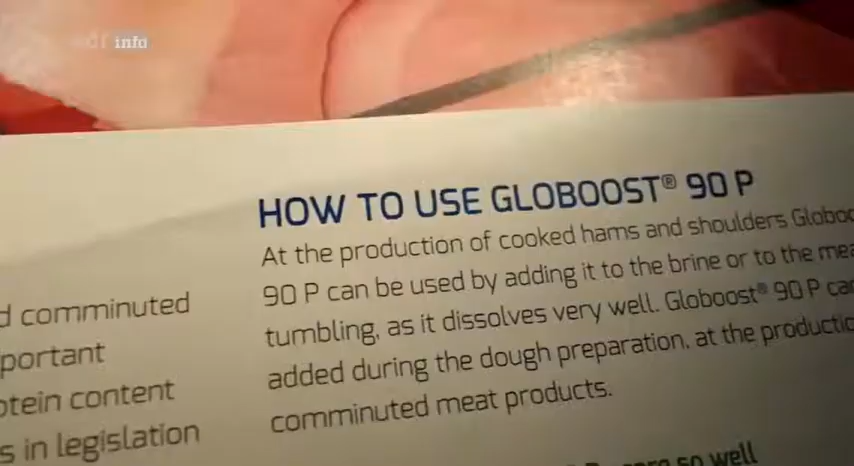 info
HOW TO USE GLOBOOST® 90 P
At the production of cooked hams and shoulders
90 P can be used by adding it to the brine or to the
tumbling, as it dissolves very well. Globoost® 90 P
added during the dough preparation, at the
comminuted meat products.
comminuted
content
s in legislation
so well